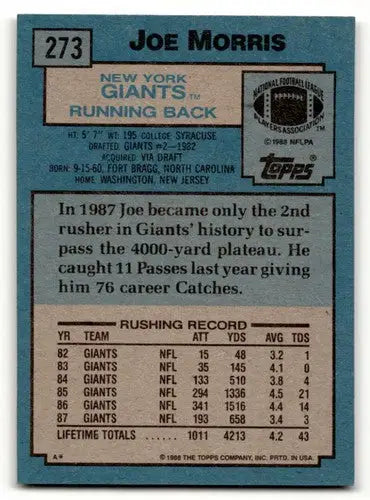 273
JOE MORRIS
NEW YORK
GIANTS™
RUNNING BACK
HT: 5' 7" WT: 195 COLLEGE: SYRACUSE
DRAFTED: GIANTS #2-1982
ACQUIRED: VIA DRAFT
BORN: 9-15-60, FORT BRAGG, NORTH CAROLINA
HOME: WASHINGTON, NEW JERSEY
NATIONAL FOOTBALL LEAGUE
PLAYERS ASSOCIATION™
©1988 NFLPA
TOPPS®
In 1987 Joe became only the 2nd
rusher in Giants' history to sur-
pass the 4000-yard plateau. He
caught 11 Passes last year giving
him 76 career Catches.
RUSHING RECORD
YR ATT YDS AVG TDS
82 GIANTS NFL 15 48 3.2 1
83 GIANTS NFL 35 145 4.1 0
84 GIANTS NFL 133 510 3.8 4
85 GIANTS NFL 294 1336 4.5 21
86 GIANTS NFL 341 1516 4.4 14
87 GIANTS NFL 193 658 3.4 3
LIFETIME TOTALS 1011 4213 4.2 43
A* © 1988 THE TOPPS COMPANY, INC. PRTD. IN USA.